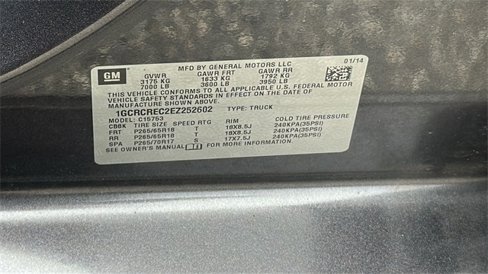 MFD BY GENERAL MOTORS LLC 01/14
GM GVWR GAWR FRT GAWR RR
3175 KG 1633 KG 1792 KG
7000 LB 3600 LB 3950 LB
THIS VEHICLE CONFORMS TO ALL APPLICABLE U.S. FEDERAL MOTOR
VEHICLE SAFETY STANDARDS IN EFFECT ON THE DATE OF
MANUFACTURE SHOWN ABOVE.
1GCRCREC2EZ252602 TYPE: TRUCK
MODEL: C15753
TIRE SIZE SPEED RTG RIM COLD TIRE PRESSURE
FRT P265/65R18 T 18X8.5J 240KPA(35PSI)
RR P265/65R18 T 18X8.5J 240KPA(35PSI)
SPA P265/70R17 T 17X7.5J 240KPA(35PSI)
SEE OWNER'S MANUAL FOR MORE INFORMATION.